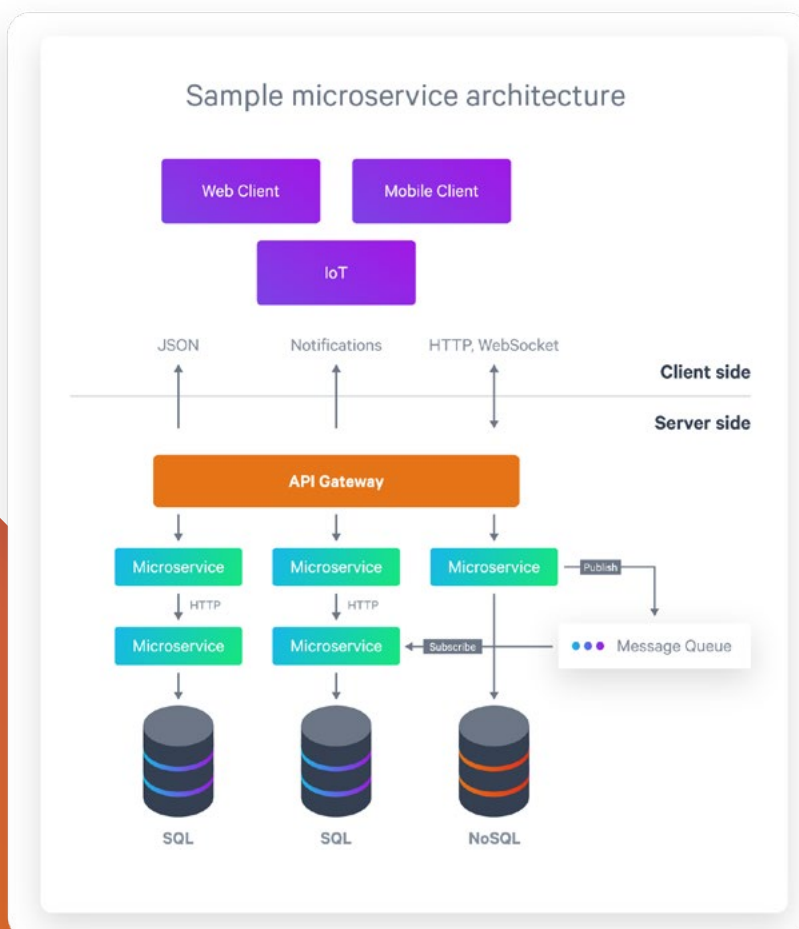 Sample microservice architecture
Web Client
Mobile Client
IoT
JSON
Notifications
HTTP, WebSocket
Client side
Server side
API Gateway
Microservice
Microservice
Microservice
Publish
HTTP
HTTP
Microservice
Microservice
Subscribe
Message Queue
SQL
SQL
NoSQL